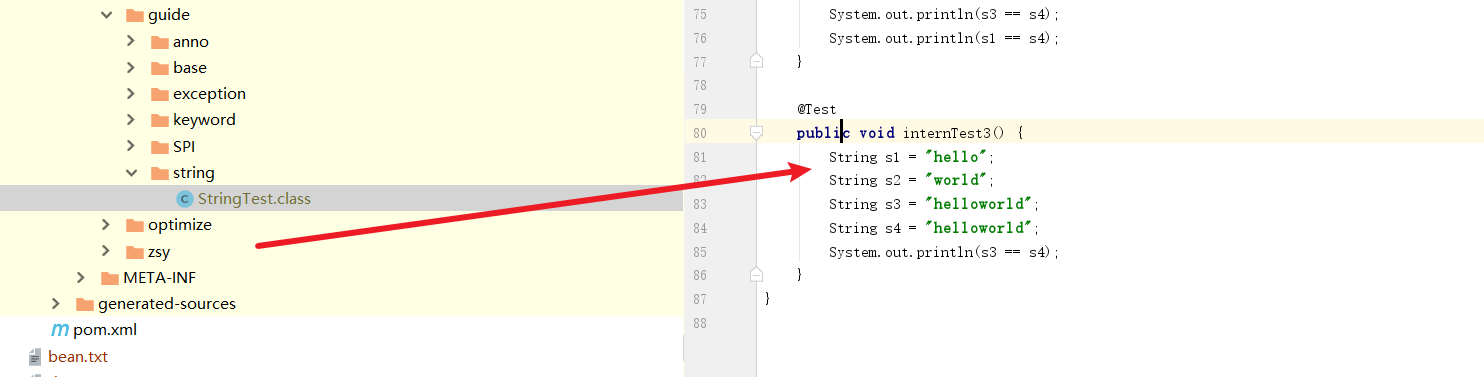 guide
anno
base
exception
keyword
SPI
string
StringTest.class
optimize
zsy
META-INF
generated-sources
pom.xml
bean.txt
75 System.out.println(s3 == s4);
76 System.out.println(s1 == s4);
77 }
78
79 @Test
80 public void internTest3() {
81 String s1 = "hello";
82 String s2 = "world";
83 String s3 = "helloworld";
84 String s4 = "helloworld";
85 System.out.println(s3 == s4);
86 }
87 }
88